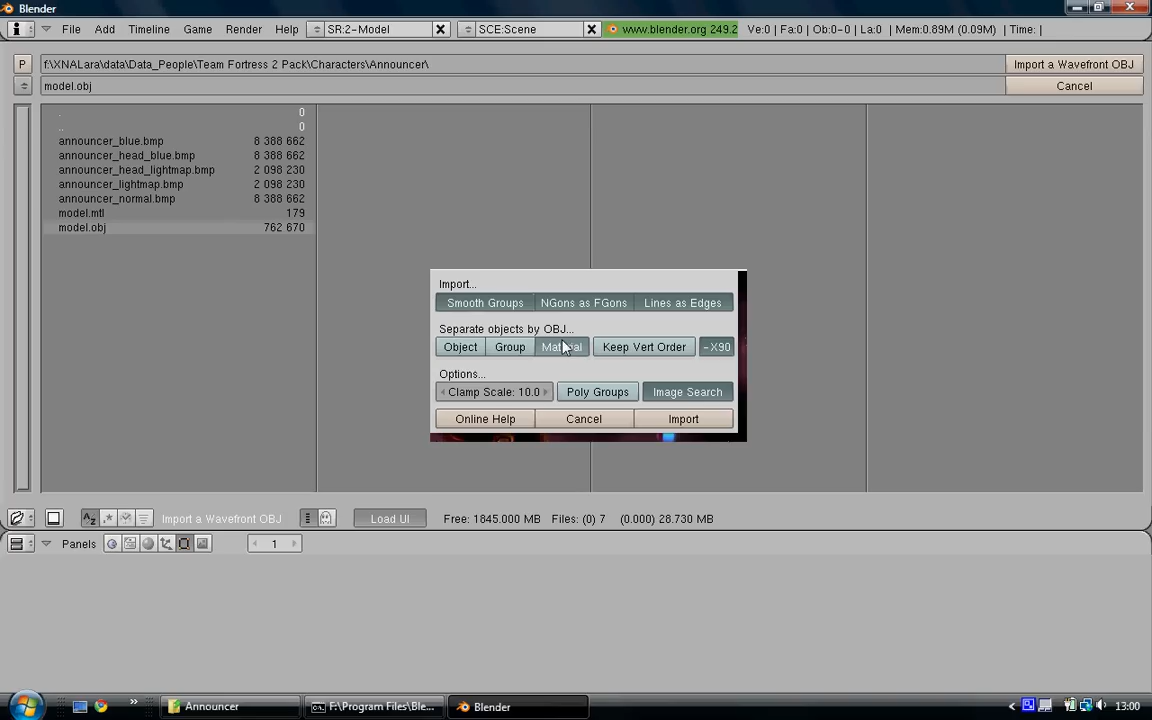 Blender
File Add Timeline Game Render Help SR:2-Model SCE:Scene www.blender.org 249.2 Ve:0 | Fa:0 | Ob:0-0 | La:0 | Mem:0.89M (0.09M) | Time: |
P f:\XNALara\data\Data_People\Team Fortress 2 Pack\Characters\Announcer\ Import a Wavefront OBJ
model.obj Cancel
. 0
.. 0
announcer_blue.bmp 8 388 662
announcer_head_blue.bmp 8 388 662
announcer_head_lightmap.bmp 2 098 230
announcer_lightmap.bmp 2 098 230
announcer_normal.bmp 8 388 662
model.mtl 179
model.obj 762 670
Import...
Smooth Groups NGons as FGons Lines as Edges
Separate objects by OBJ...
Object Group Material Keep Vert Order -X90
Options...
Clamp Scale: 10.0 Poly Groups Image Search
Online Help Cancel Import
Import a Wavefront OBJ Load UI Free: 1845.000 MB Files: (0) 7 (0.000) 28.730 MB
Panels 1
Announcer F:\Program Files\Ble... Blender 13:00